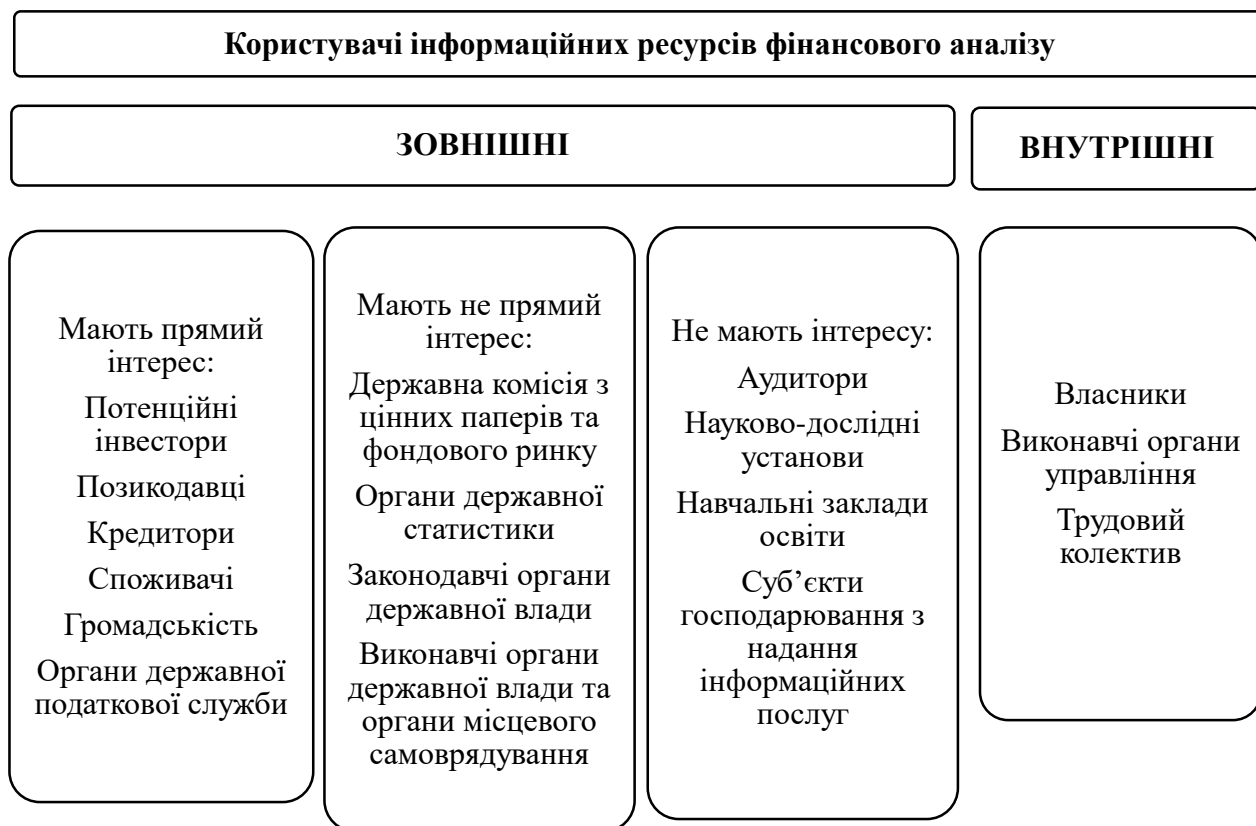 Користувачі інформаційних ресурсів фінансового аналізу
ЗОВНІШНІ
ВНУТРІШНІ
Мають прямий
інтерес:
Потенційні
інвестори
Позикодавці
Кредитори
Споживачі
Громадськість
Органи державної
податкової служби
Мають не прямий
інтерес:
Державна комісія з
цінних паперів та
фондового ринку
Органи державної
статистики
Законодавчі органи
державної влади
Виконавчі органи
державної влади та
органи місцевого
самоврядування
Не мають інтересу:
Аудитори
Науково-дослідні
установи
Навчальні заклади
освіти
Суб’єкти
господарювання з
надання
інформаційних
послуг
Власники
Виконавчі органи
управління
Трудовий
колектив